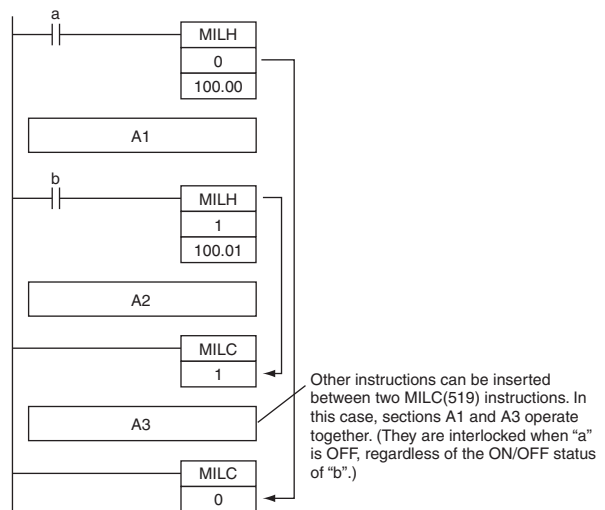 a
MILH
0
100.00
A1
b
MILH
1
100.01
A2
MILC
1
Other instructions can be inserted
between two MILC(519) instructions. In
this case, sections A1 and A3 operate
together. (They are interlocked when “a”
is OFF, regardless of the ON/OFF status
of “b”.)
A3
MILC
0